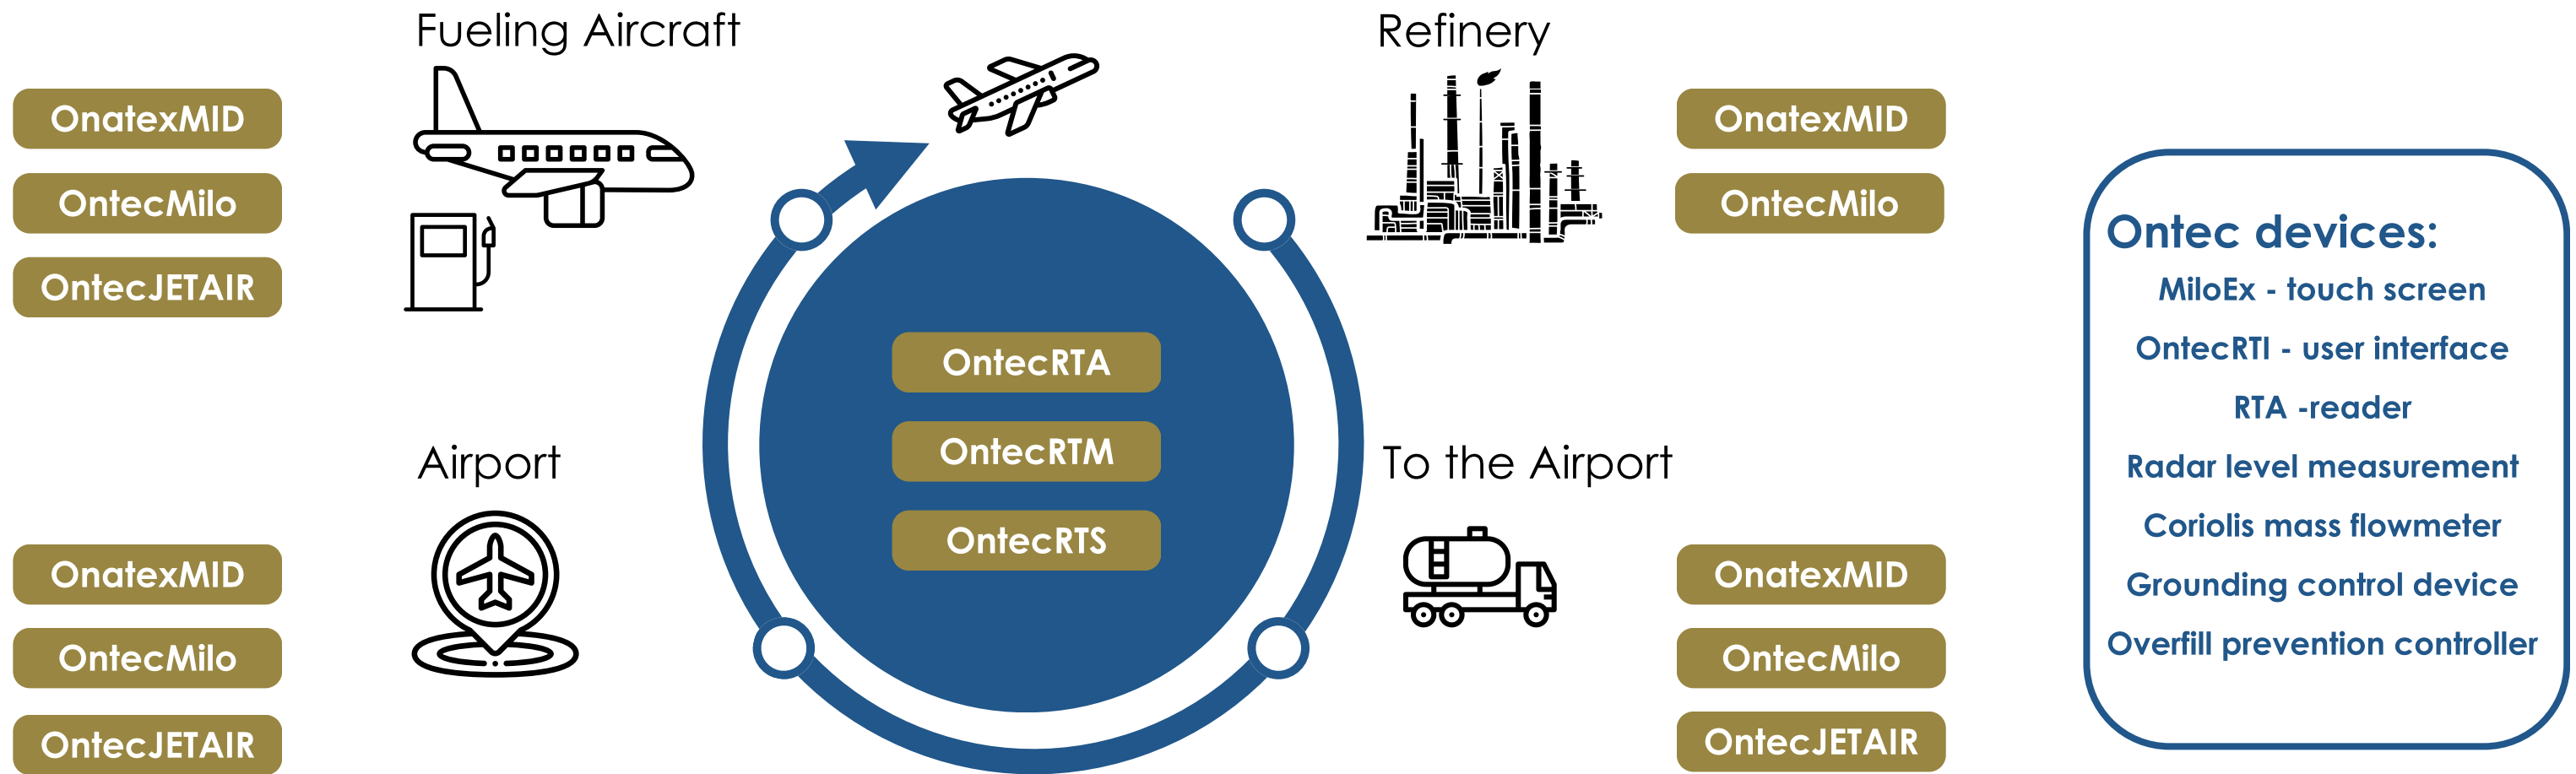 Fueling Aircraft
OnatexMID
OntecMilo
OntecJETAIR
Airport
OnatexMID
OntecMilo
OntecJETAIR
OntecRTA
OntecRTM
OntecRTS
Refinery
OnatexMID
OntecMilo
To the Airport
OnatexMID
OntecMilo
OntecJETAIR
Ontec devices:
MiloEx - touch screen
OntecRTI - user interface
RTA -reader
Radar level measurement
Coriolis mass flowmeter
Grounding control device
Overfill prevention controller